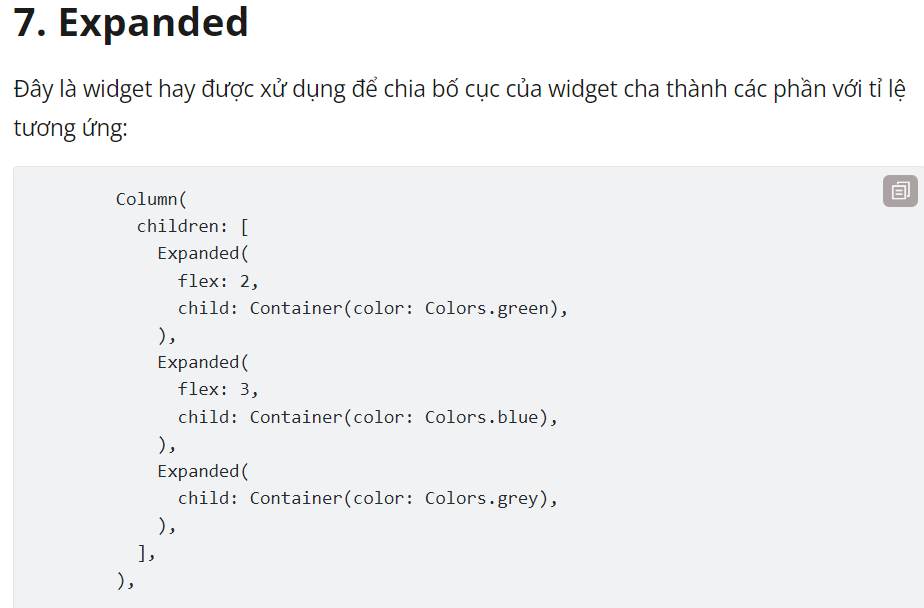 7. Expanded
Đây là widget hay được xử dụng để chia bố cục của widget cha thành các phần với tỉ lệ
tương ứng:
Column(
  children: [
    Expanded(
      flex: 2,
      child: Container(color: Colors.green),
    ),
    Expanded(
      flex: 3,
      child: Container(color: Colors.blue),
    ),
    Expanded(
      child: Container(color: Colors.grey),
    ),
  ],
),